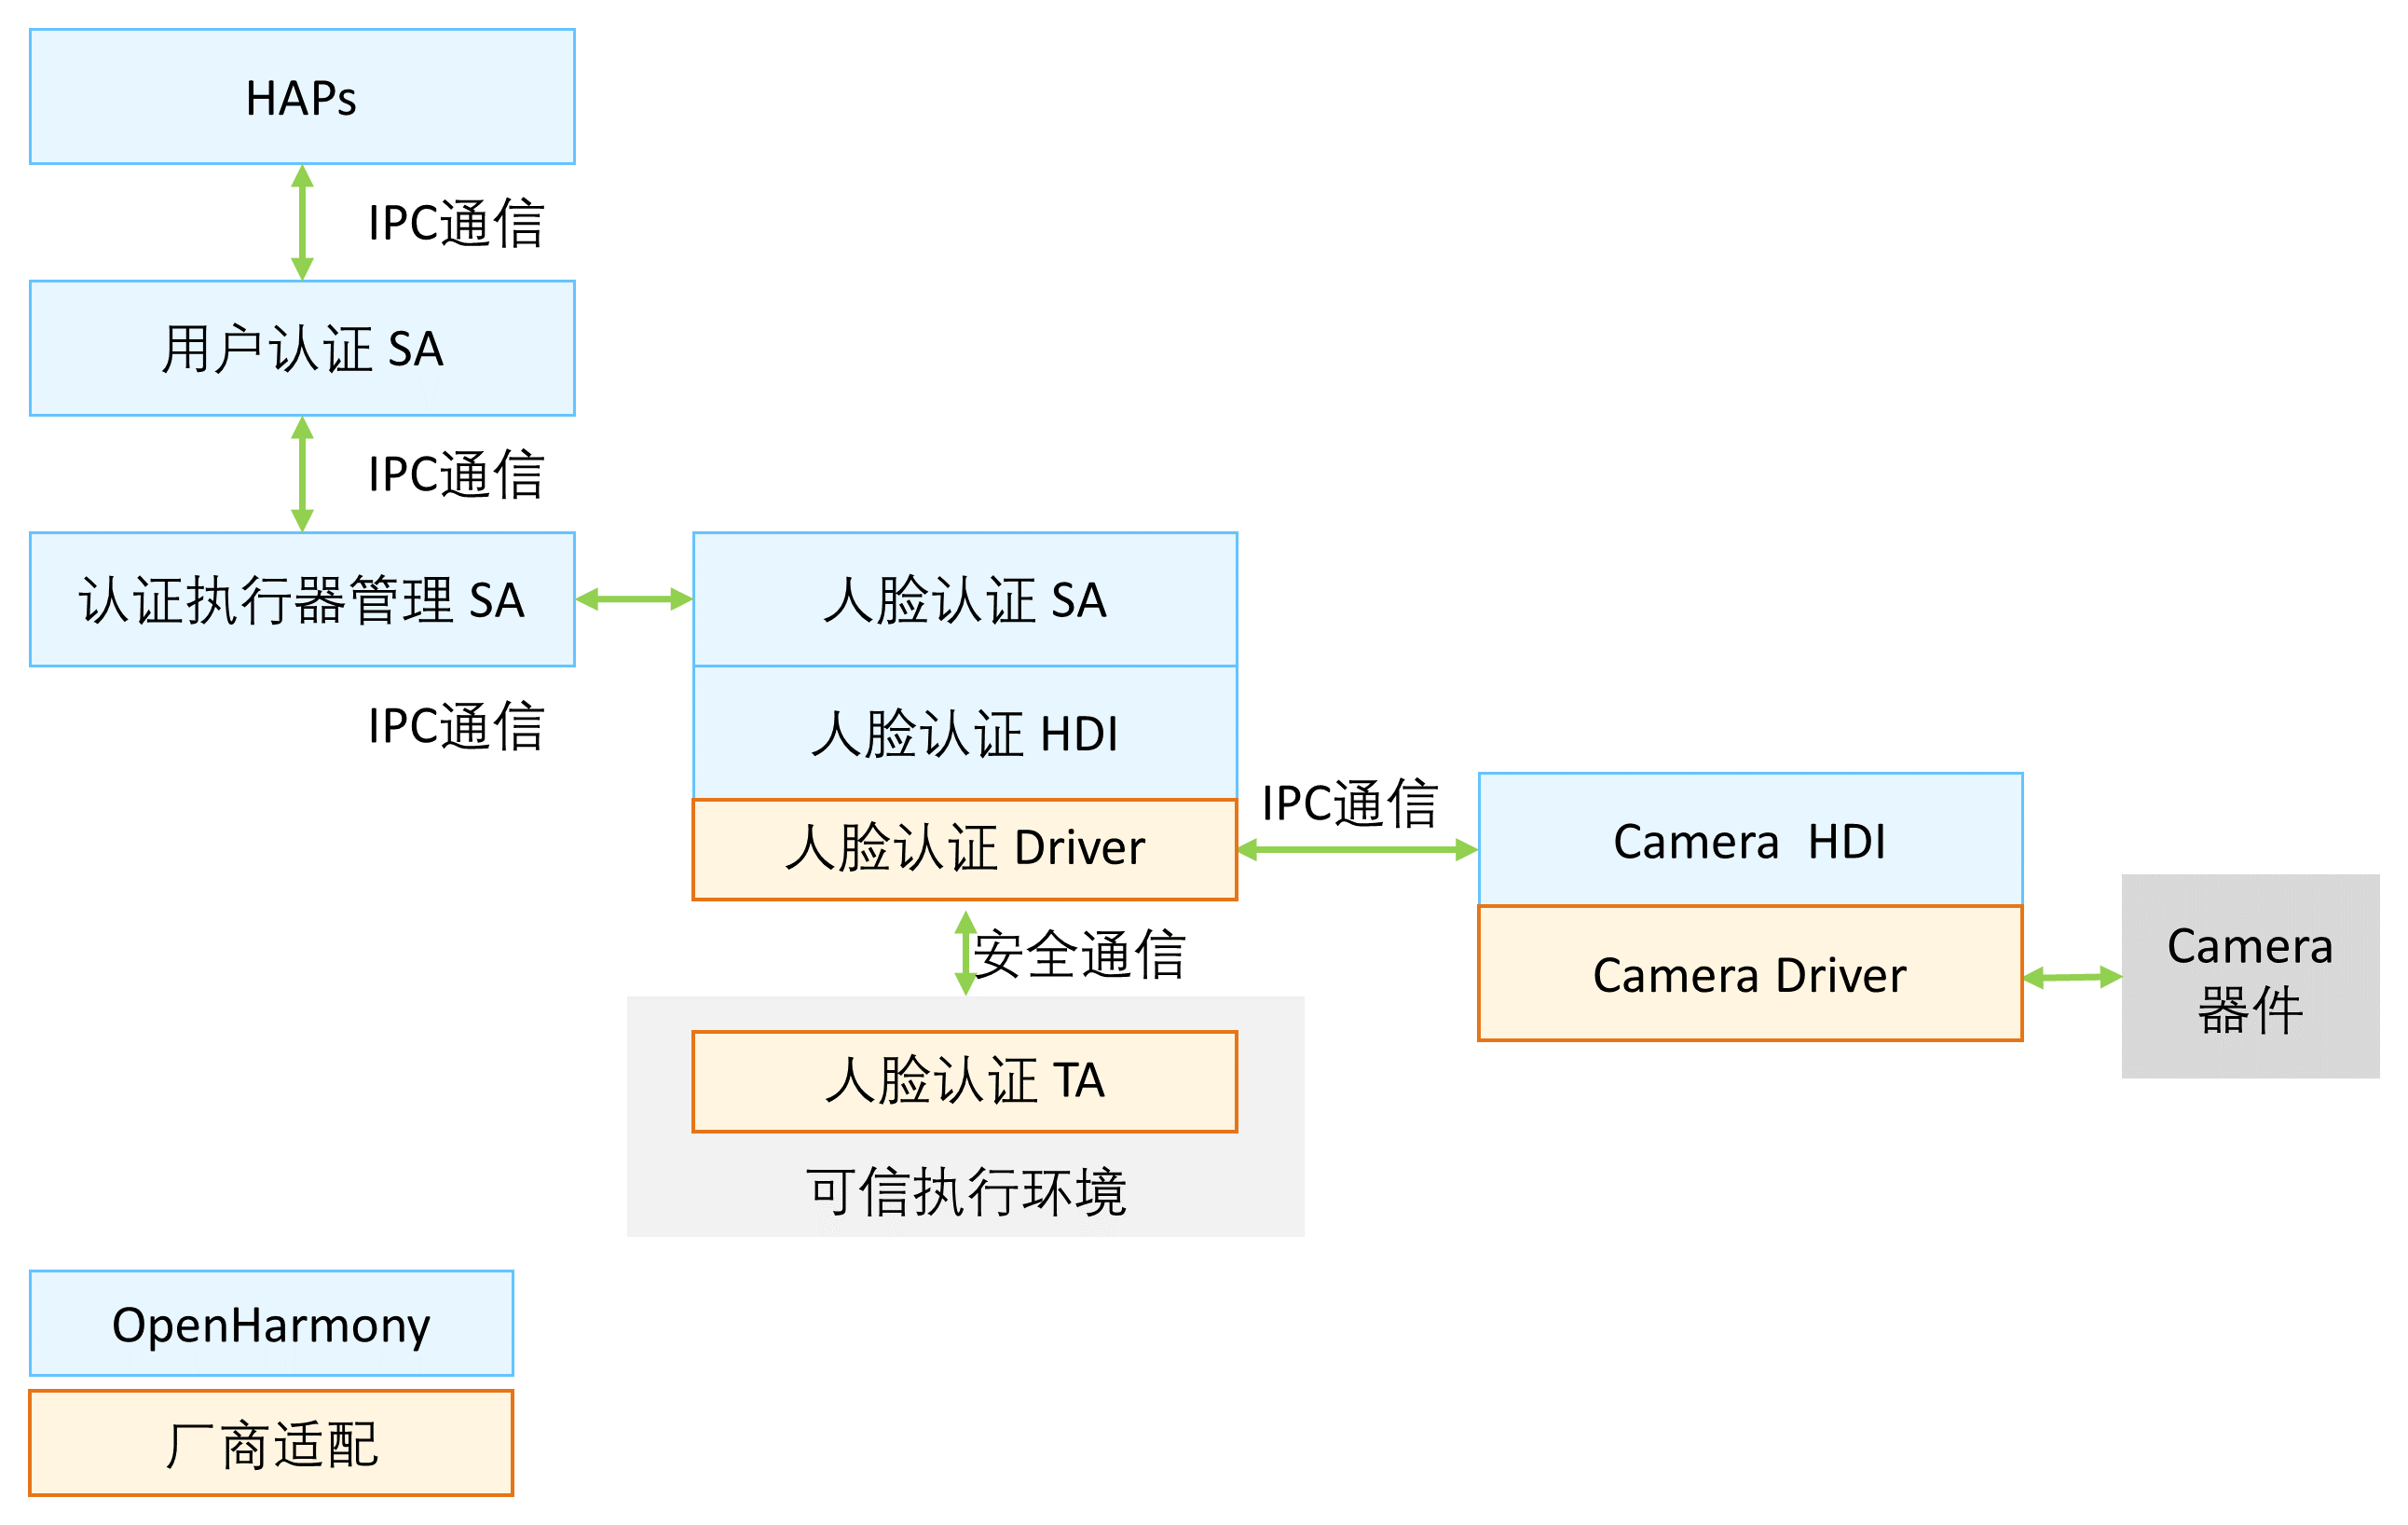 HAPs
IPC通信
用户认证 SA
IPC通信
认证执行器管理 SA
人脸认证 SA
IPC通信
人脸认证 HDI
人脸认证 Driver
IPC通信
Camera HDI
Camera Driver
Camera
器件
安全通信
人脸认证 TA
可信执行环境
OpenHarmony
厂商适配